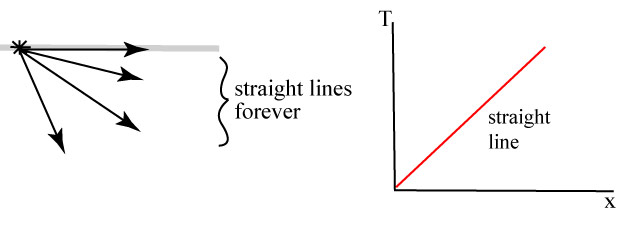 straight lines
forever
T
straight
line
x